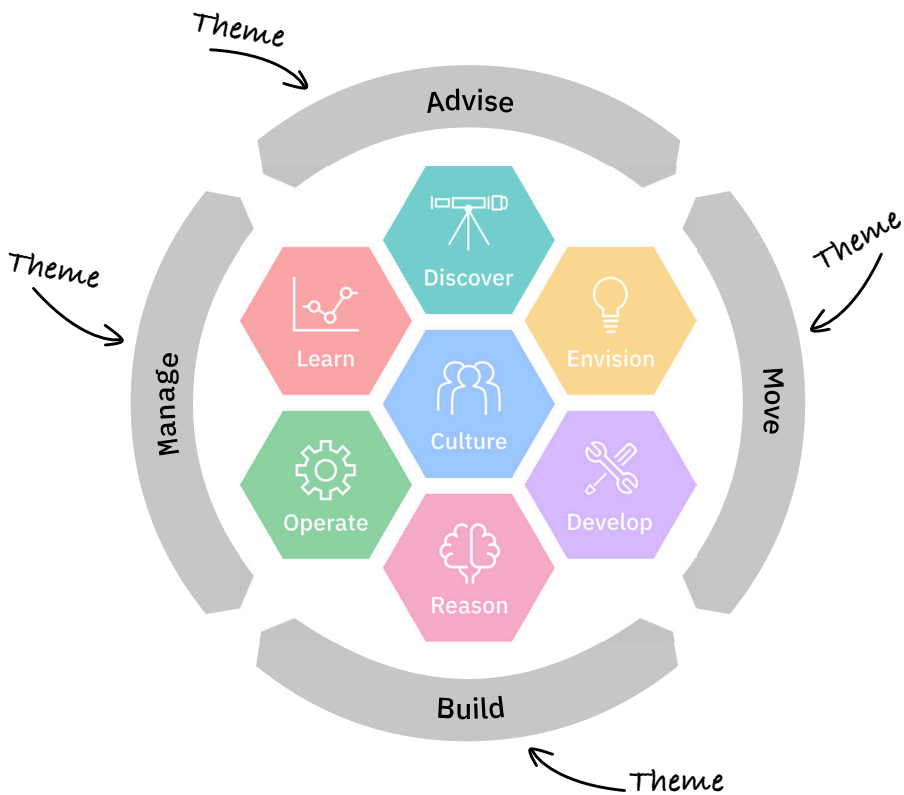 Theme
Advise
Discover
Theme
Theme
Learn
Envision
Manage
Move
Culture
Operate
Develop
Reason
Build
Theme